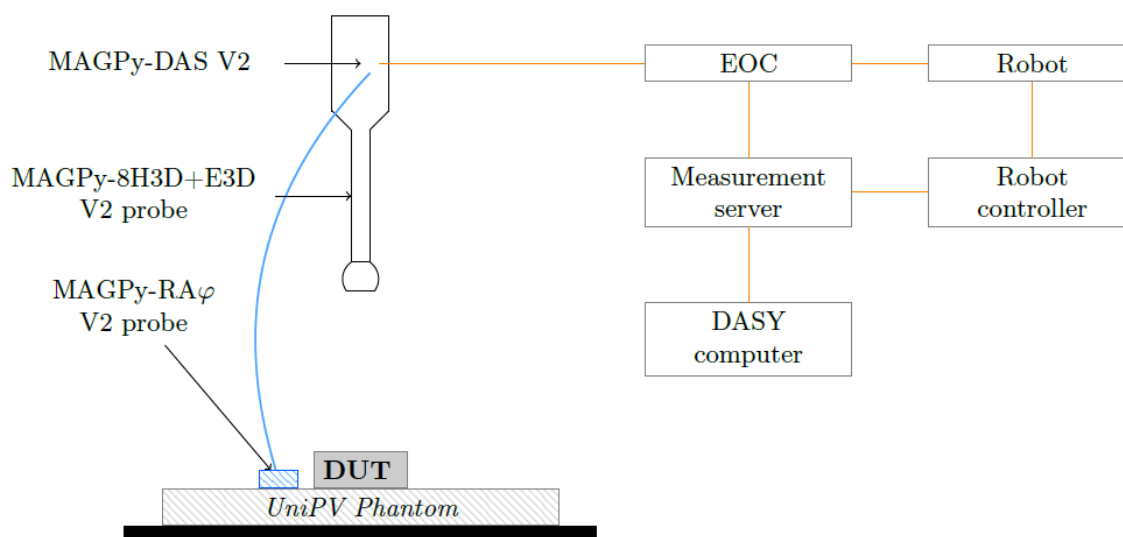 MAGPy-DAS V2
EOC
Robot
MAGPy-8H3D+E3D
V2 probe
Measurement
server
Robot
controller
MAGPy-RAφ
V2 probe
DASY
computer
DUT
UniPV Phantom